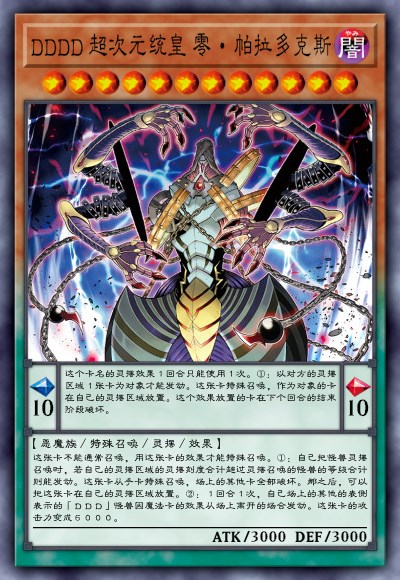 DDDD 超次元统皇 零·帕拉多克斯
やみ
闇
这个卡名的灵摆效果1回合只能使用1次。①：以对方的灵摆
区域1张卡为对象才能发动。这张卡特殊召唤，作为对象的卡
在自己的灵摆区域放置。这个效果放置的卡在下个回合的结束
阶段破坏。
10
10
【恶魔族/特殊召唤/灵摆/效果】
这张卡不能通常召唤，用这张卡的效果才能特殊召唤。①：自己把怪兽灵摆
召唤时，若自己的灵摆区域的灵摆刻度合计超过灵摆召唤的怪兽的等级合计
则能发动。这张卡从手卡特殊召唤，场上的其他卡全部破坏。那之后，可以
把这张卡在自己的灵摆区域放置。②：1回合1次，自己场上的其他的表侧
表示的「DDD」怪兽因魔法卡的效果从场上离开的场合发动。这张卡的攻
击力变成6000。
ATK/3000 DEF/3000